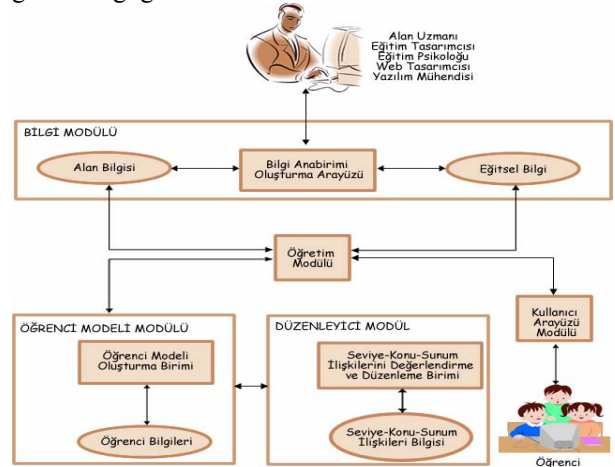 Alan Uzmanı
Eğitim Tasarımcısı
Eğitim Psikoloğu
Web Tasarımcısı
Yazılım Mühendisi
BİLGİ MODÜLÜ
Alan Bilgisi
Bilgi Anabirimi
Oluşturma Arayüzü
Eğitsel Bilgi
Öğretim
Modülü
Kullanıcı
Arayüzü
Modülü
ÖĞRENCİ MODELİ MODÜLÜ
Öğrenci Modeli
Oluşturma Birimi
Öğrenci Bilgileri
DÜZENLEYİCİ MODÜL
Seviye-Konu-Sunum
İlişkilerini Değerlendirme
ve Düzenleme Birimi
Seviye-Konu-Sunum
İlişkileri Bilgisi
Öğrenci